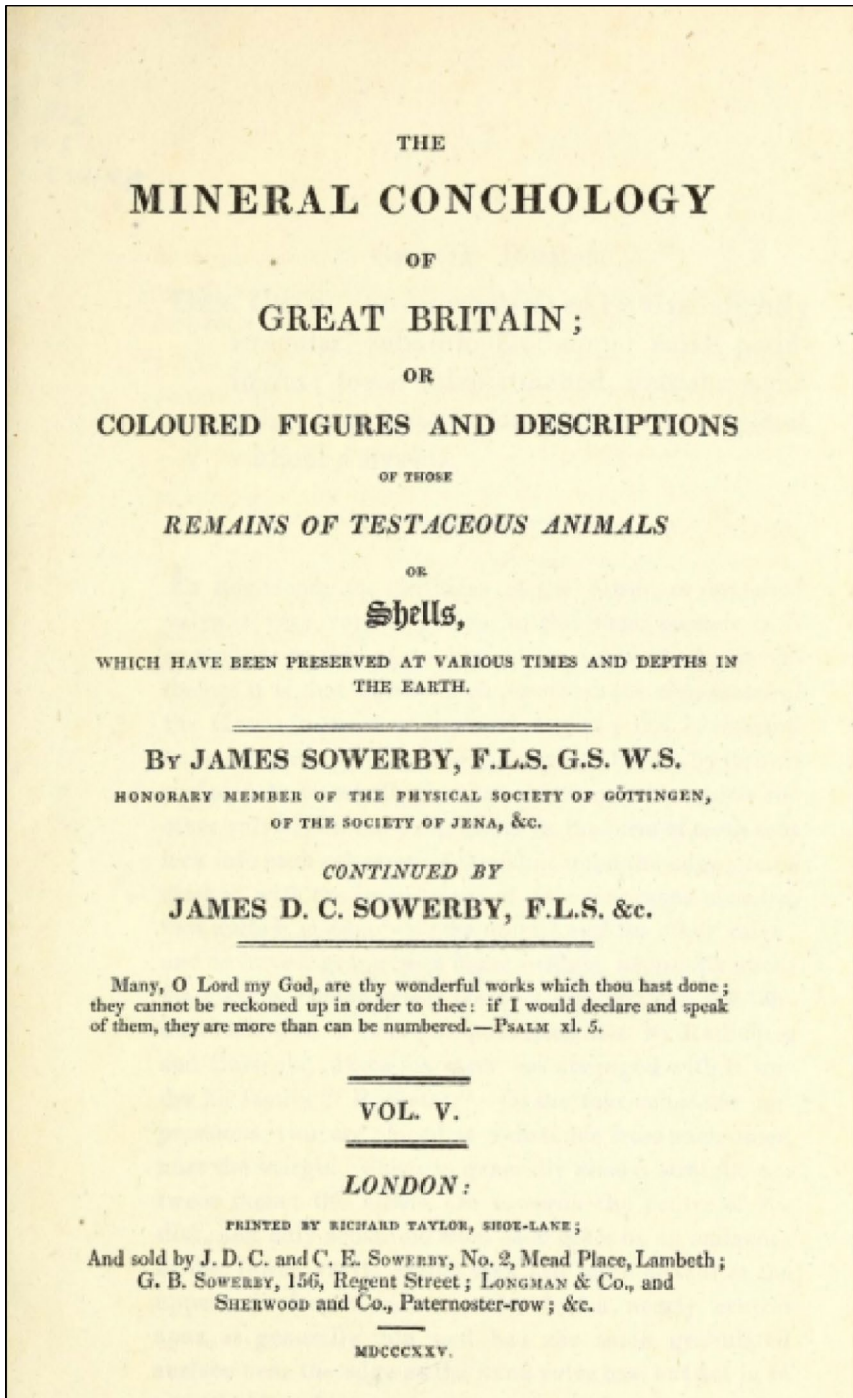 THE
MINERAL CONCHOLOGY
OF
GREAT BRITAIN;
OR
COLOURED FIGURES AND DESCRIPTIONS
OF THOSE
REMAINS OF TESTACEOUS ANIMALS
OR
Shells,
WHICH HAVE BEEN PRESERVED AT VARIOUS TIMES AND DEPTHS IN
THE EARTH.
BY JAMES SOWERBY, F.L.S. G.S. W.S.
HONORARY MEMBER OF THE PHYSICAL SOCIETY OF GÖTTINGEN,
OF THE SOCIETY OF JENA, &c.
CONTINUED BY
JAMES D. C. SOWERBY, F.L.S. &c.
Many, O Lord my God, are thy wonderful works which thou hast done;
they cannot be reckoned up in order to thee: if I would declare and speak
of them, they are more than can be numbered.—PSALM xl. 5.
VOL. V.
LONDON:
PRINTED BY RICHARD TAYLOR, SHOE-LANE;
And sold by J. D. C. and C. E. SOWERBY, No. 2, Mead Place, Lambeth;
G. B. SOWERBY, 156, Regent Street; LONGMAN & Co., and
SHERWOOD and Co., Paternoster-row; &c.
MDCCCXXV.